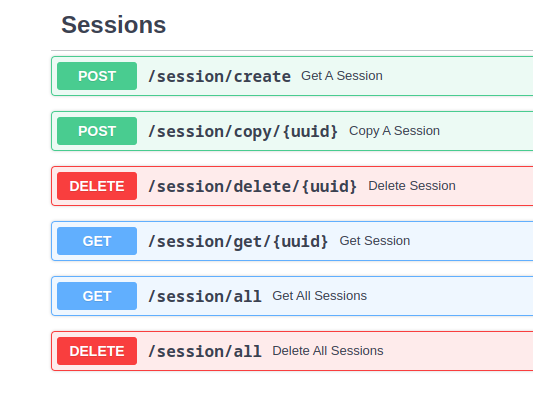 Sessions
POST /session/create Get A Session
POST /session/copy/{uuid} Copy A Session
DELETE /session/delete/{uuid} Delete Session
GET /session/get/{uuid} Get Session
GET /session/all Get All Sessions
DELETE /session/all Delete All Sessions